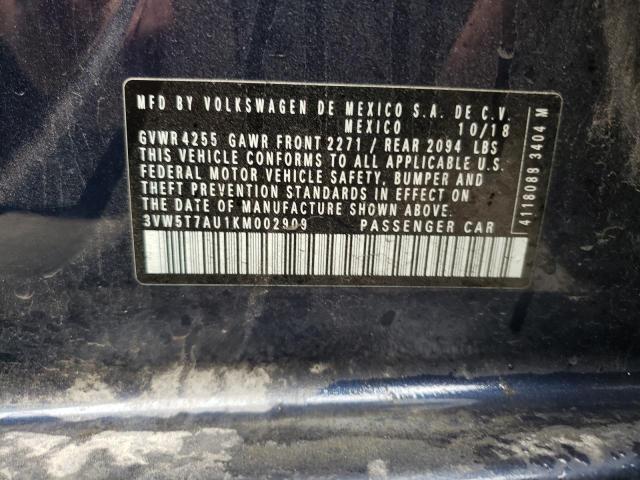 MFD BY VOLKSWAGEN DE MEXICO S.A. DE C.V.
MEXICO 10/18
GVWR 4255 GAWR FRONT 2271 / REAR 2094 LBS
THIS VEHICLE CONFORMS TO ALL APPLICABLE U.S.
FEDERAL MOTOR VEHICLE SAFETY, BUMPER AND
THEFT PREVENTION STANDARDS IN EFFECT ON
THE DATE OF MANUFACTURE SHOWN ABOVE.
3VW5T7AU1KM002909 PASSENGER CAR
4118089 3404 M